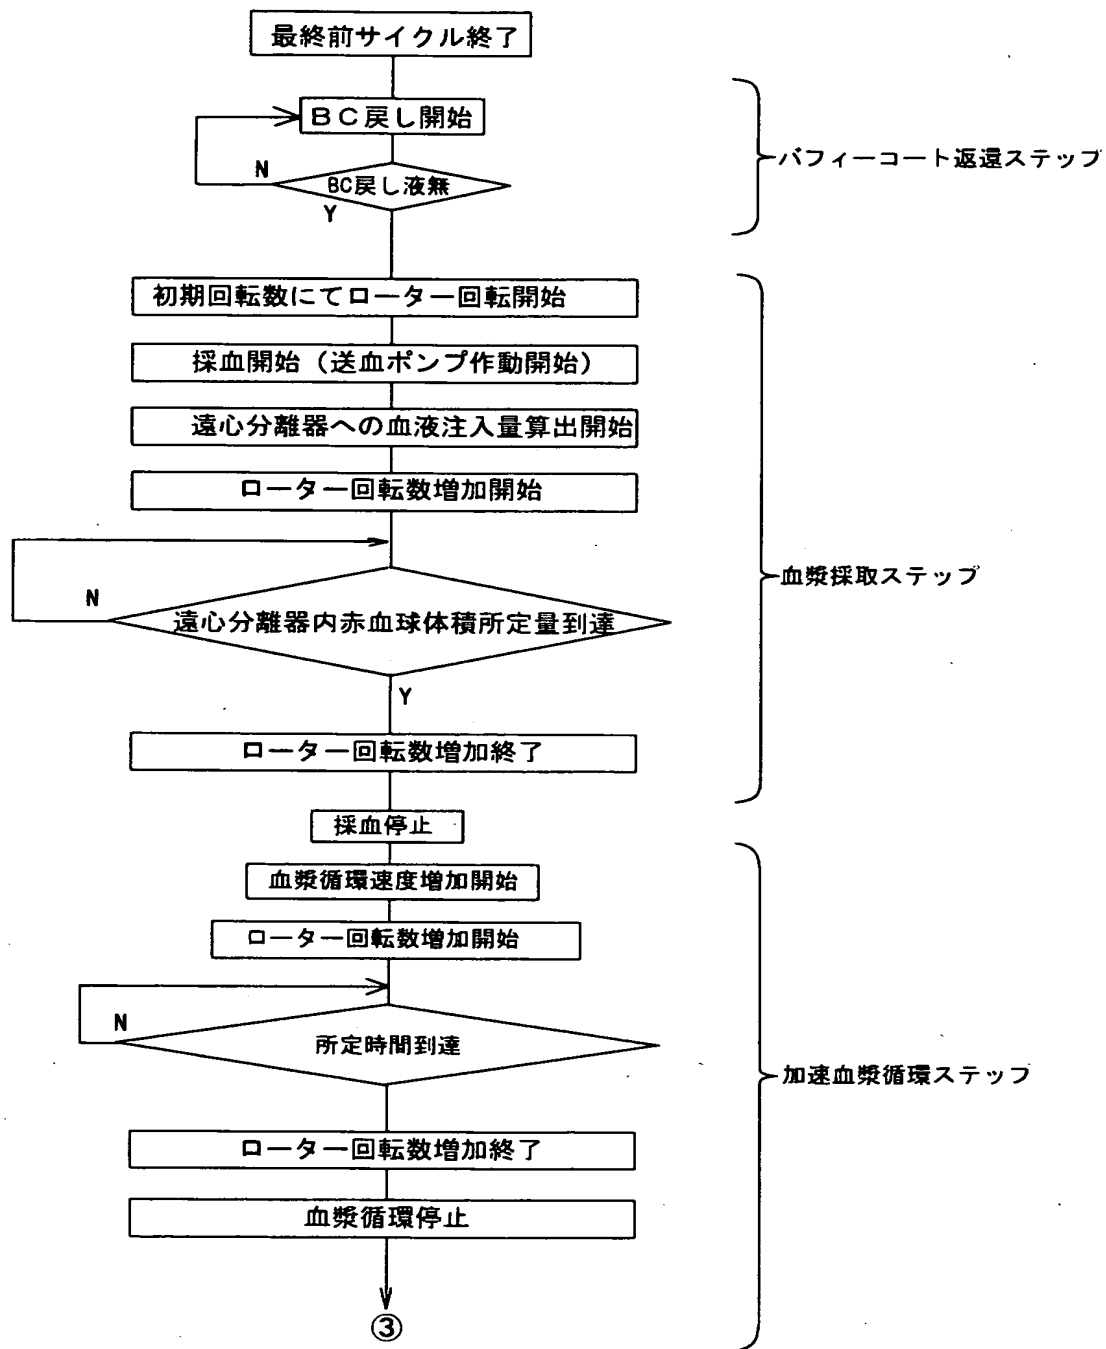 最終前サイクル終了
BC戻し開始
バフィーコート返還ステップ
N
BC戻し液無
Y
初期回転数にてローター回転開始
採血開始（送血ポンプ作動開始）
遠心分離器への血液注入量算出開始
ローター回転数増加開始
血漿採取ステップ
N
遠心分離器内赤血球体積所定量到達
Y
ローター回転数増加終了
採血停止
血漿循環速度増加開始
ローター回転数増加開始
N
所定時間到達
加速血漿循環ステップ
ローター回転数増加終了
血漿循環停止
③